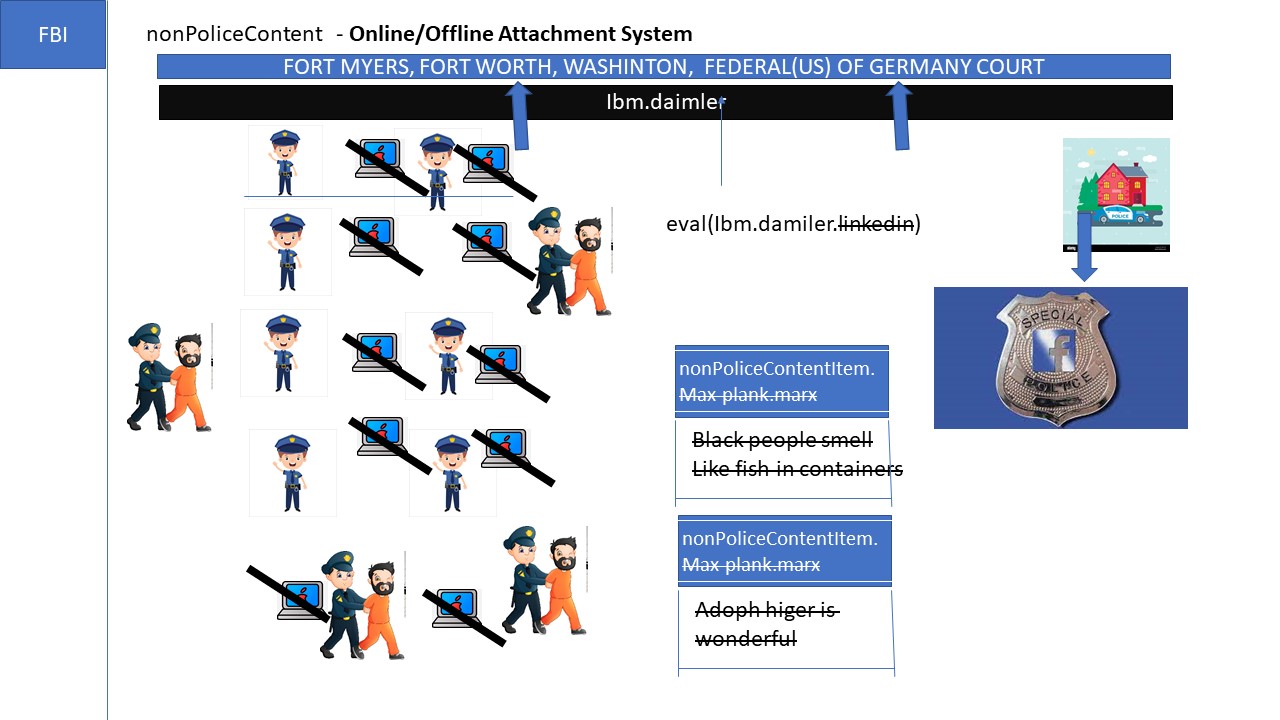 FBI
nonPoliceContent - Online/Offline Attachment System
FORT MYERS, FORT WORTH, WASHINTON, FEDERAL(US) OF GERMANY COURT
Ibm.daimler
eval(Ibm.damiler.linkedin)
POLICE
SPECIAL
f
nonPoliceContentItem.
Max plank.marx
Black people smell
Like fish in containers
nonPoliceContentItem.
Max plank.marx
Adoph higer is
wonderful